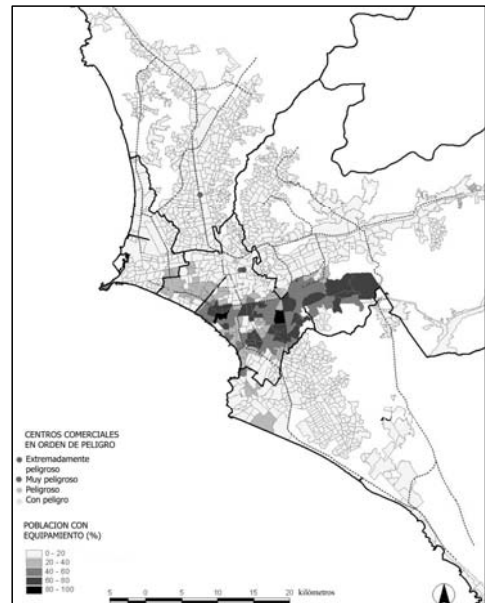 CENTROS COMERCIALES
EN ORDEN DE PELIGRO
Extremadamente
peligroso
Muy peligroso
Peligroso
Con peligro
POBLACION CON
EQUIPAMIENTO (%)
0 - 20
20 - 40
40 - 60
60 - 80
80 - 100
5 0 5 10 15 20 kilómetros